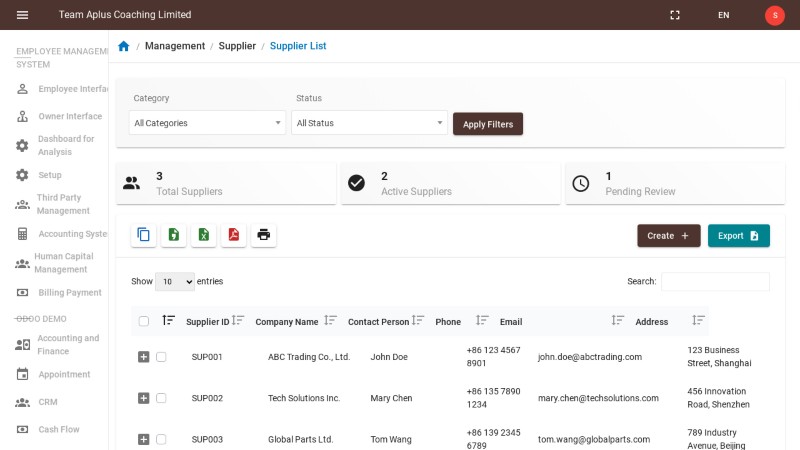 Team Aplus Coaching Limited
EN
S
EMPLOYEE MANAGEM
SYSTEM
Employee Interfa
Owner Interface
Dashboard for
Analysis
Setup
Third Party
Management
Accounting Syste
Human Capital
Management
Billing Payment
ODOO DEMO
Accounting and
Finance
Appointment
CRM
Cash Flow
/ Management / Supplier / Supplier List
Category
Status
All Categories
All Status
Apply Filters
3
Total Suppliers
2
Active Suppliers
1
Pending Review
Create +
Export
Show 10 entries
Search:
Supplier ID Company Name Contact Person Phone Email Address
SUP001 ABC Trading Co., Ltd. John Doe +86 123 4567 8901 john.doe@abctrading.com 123 Business Street, Shanghai
SUP002 Tech Solutions Inc. Mary Chen +86 135 7890 1234 mary.chen@techsolutions.com 456 Innovation Road, Shenzhen
SUP003 Global Parts Ltd. Tom Wang +86 139 2345 6789 tom.wang@globalparts.com 789 Industry Avenue, Beijing